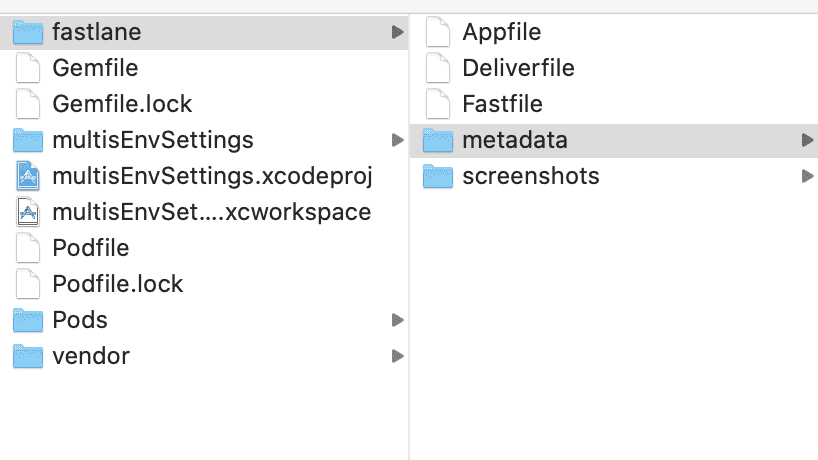 fastlane
Gemfile
Gemfile.lock
multisEnvSettings
multisEnvSettings.xcodeproj
multisEnvSet....xcworkspace
Podfile
Podfile.lock
Pods
vendor
Appfile
Deliverfile
Fastfile
metadata
screenshots